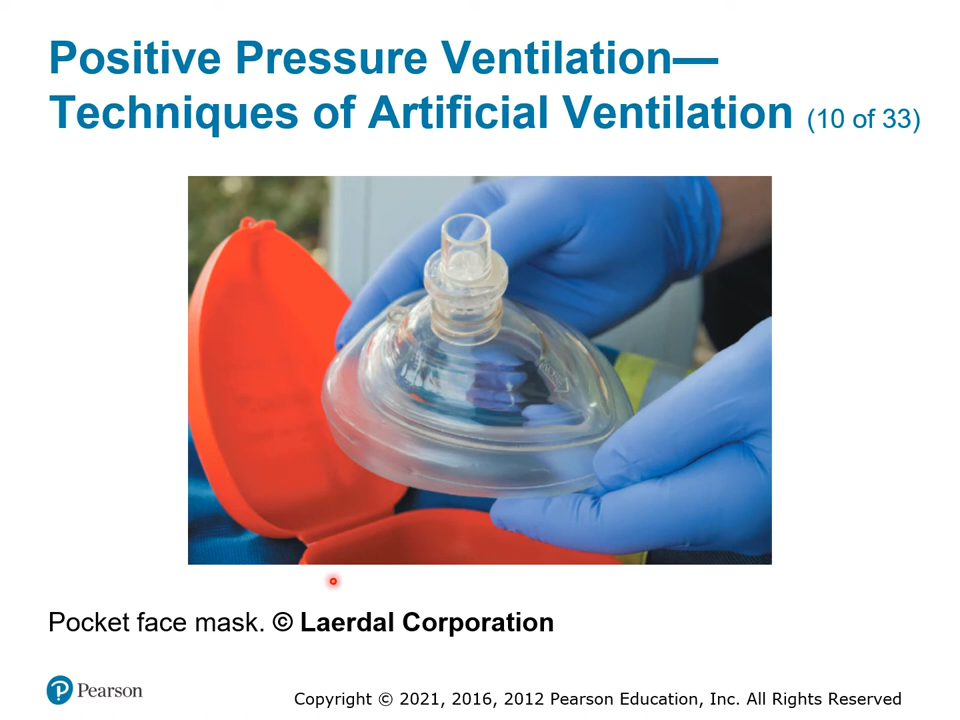 Positive Pressure Ventilation—
Techniques of Artificial Ventilation (10 of 33)
Pocket face mask. © Laerdal Corporation
Pearson
Copyright © 2021, 2016, 2012 Pearson Education, Inc. All Rights Reserved